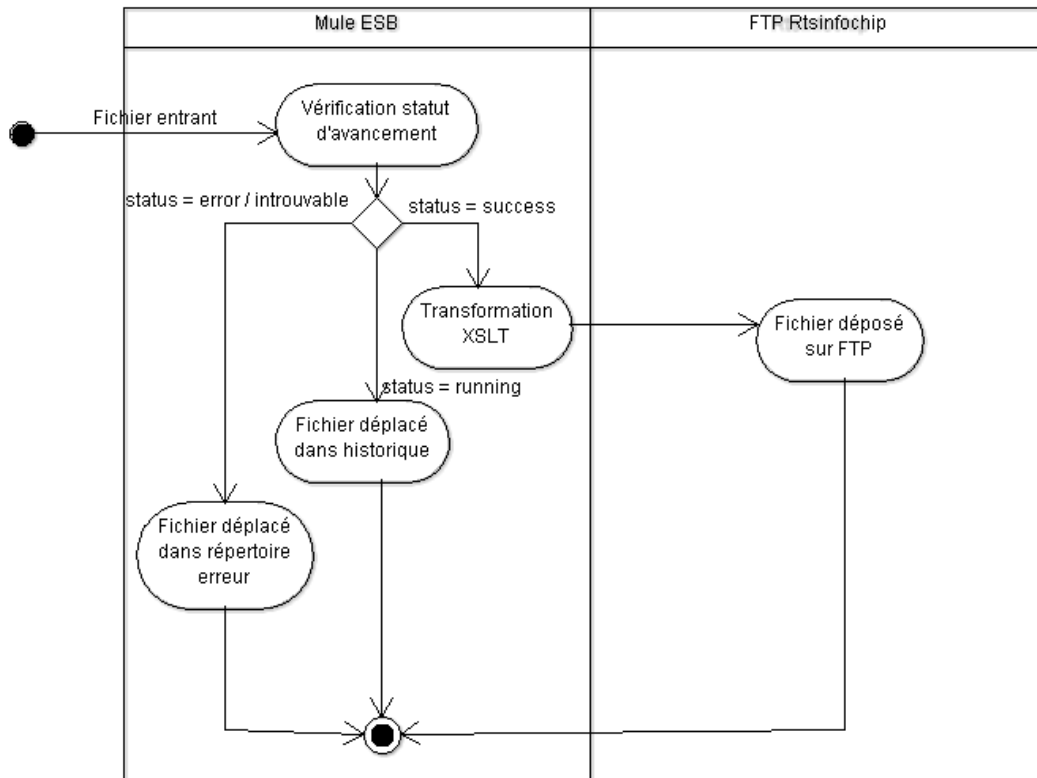 Mule ESB
FTP Rtsinfochip
Fichier entrant
Vérification statut
d'avancement
status = error / introuvable
status = success
Transformation
XSLT
Fichier déposé
sur FTP
status = running
Fichier déplacé
dans historique
Fichier déplacé
dans répertoire
erreur